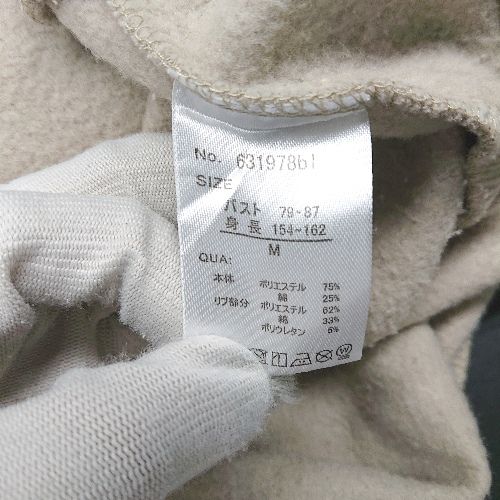 No. 63197861
SIZE
バスト 79-87
身長 154~162
M
QUA:
本体 ポリエステル 75%
綿 25%
リブ部分 ポリエステル 62%
綿 33%
ポリウレタン 5%